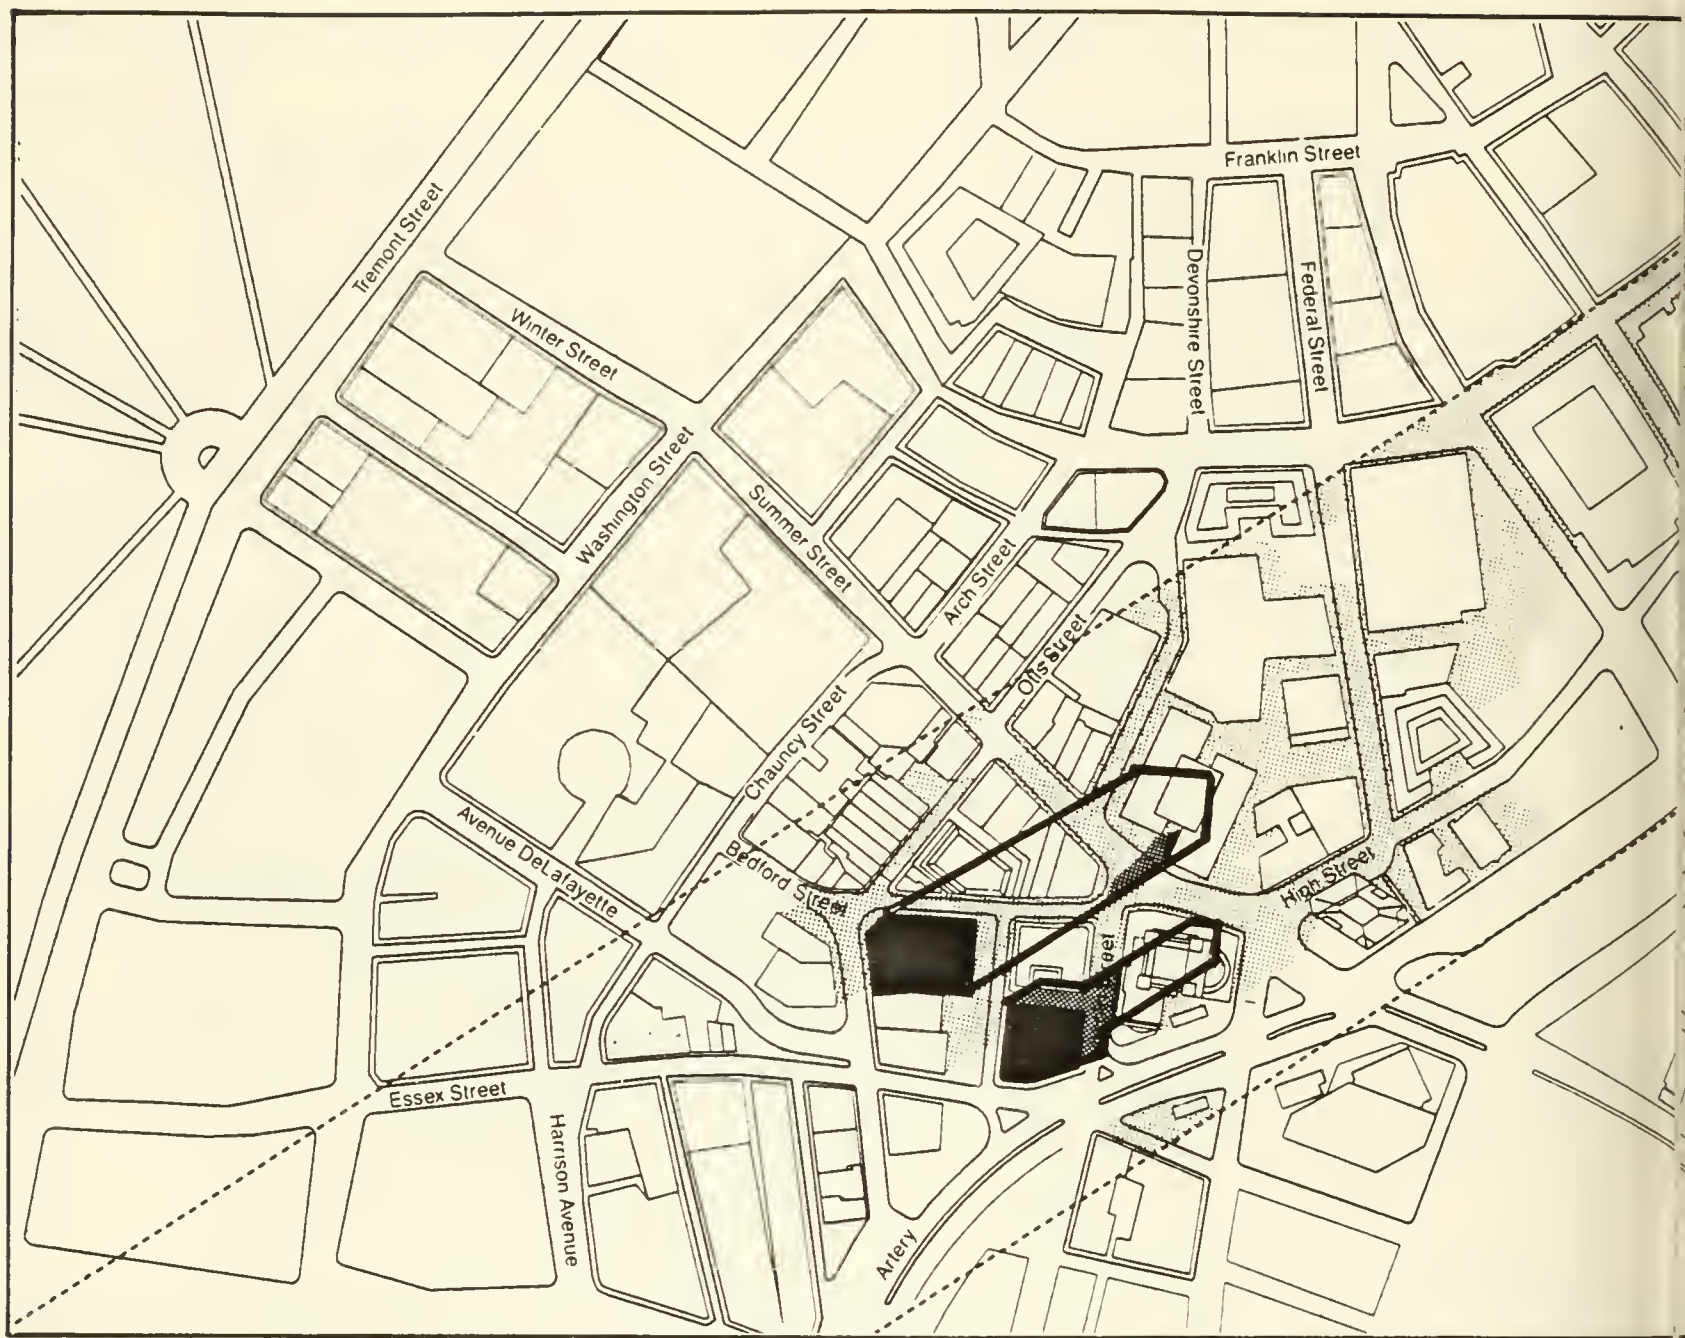 Franklin Street
Tremont Street
Devonshire Street
Federal Street
Winter Street
Washington Street
Summer Street
Arch Street
Otis Street
Chauncy Street
Avenue DeLafayette
Bedford Street
High Street
Essex Street
Harrison Avenue
Artery